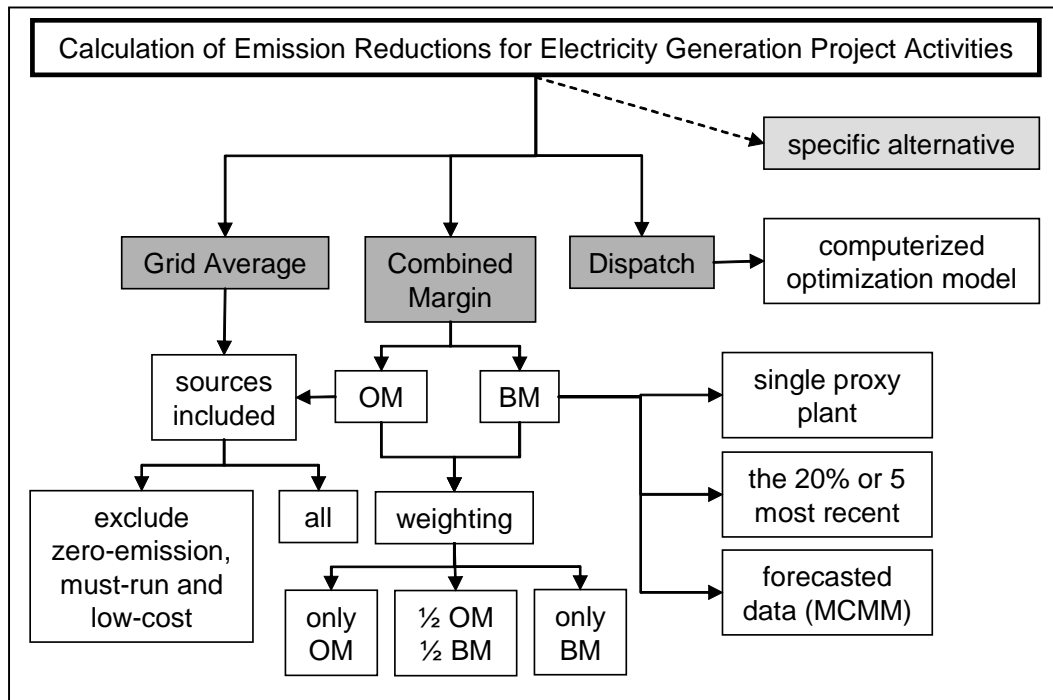 Calculation of Emission Reductions for Electricity Generation Project Activities
specific alternative
Grid Average
Combined
Margin
Dispatch
computerized
optimization model
sources
included
OM
BM
single proxy
plant
exclude
zero-emission,
must-run and
low-cost
all
weighting
the 20% or 5
most recent
only
OM
½ OM
½ BM
only
BM
forecasted
data (MCMM)